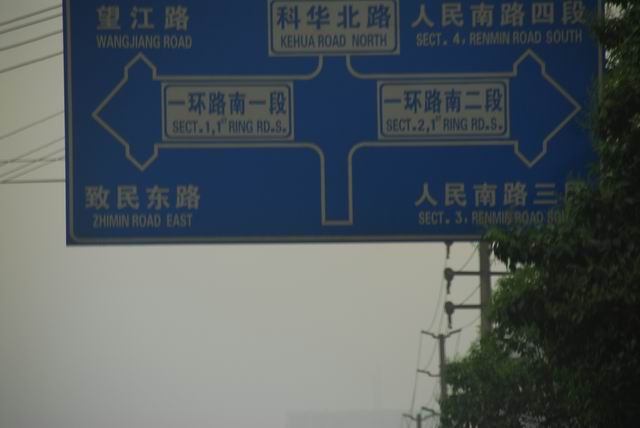 望江路
WANGJIANG ROAD
科华北路
KEHUA ROAD NORTH
人民南路四段
SECT. 4, RENMIN ROAD SOUTH
一环路南一段
SECT.1,1ST RING RD.S.
一环路南二段
SECT.2,1ST RING RD.S.
致民东路
ZHIMIN ROAD EAST
人民南路三段
SECT. 3, RENMIN ROAD